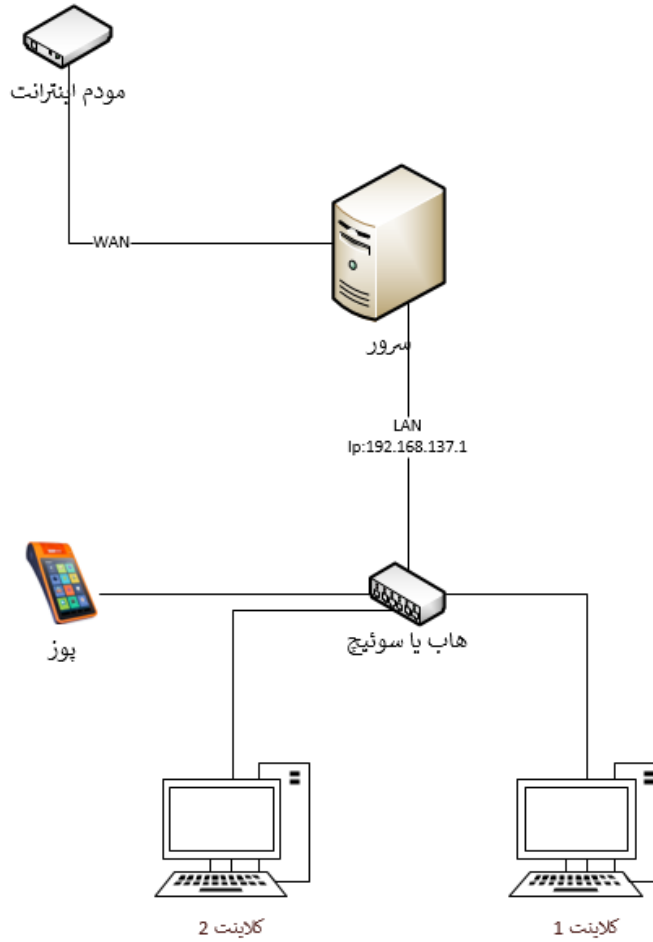 مودم اینترانت
WAN
سرور
LAN
Ip:192.168.137.1
پوز
هاب یا سوئیچ
کلاینت 2
کلاینت 1